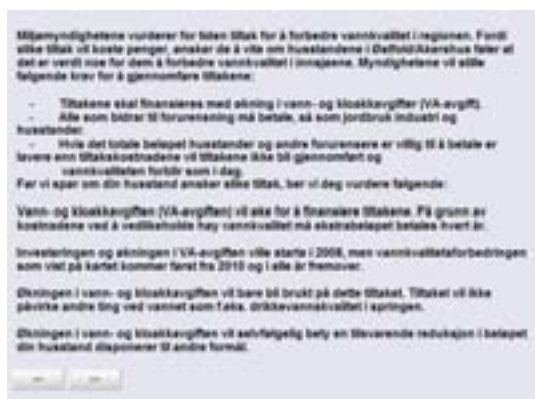 Miljømyndighetene vurderer for tiden tiltak for å forbedre vannkvalitet i regionen. Fordi
slike tiltak vil koste penger, ønsker de å vite om husstandene i Østfold/Akershus føler at
det er verdt noe for dem å forbedre vannkvalitet i innsjøene. Myndighetene vil stille
følgende krav for å gjennomføre tiltakene:
- Tiltakene skal finansieres med økning i vann- og kloakkavgifter (VA-avgift).
- Alle som bidrar til forurensning må betale, så som jordbruk industri og
husstander.
- Hvis det totale beløpet husstander og andre forurensere er villig til å betale er
lavere enn tiltakskostnadene vil tiltakene ikke bli gjennomført og
vannkvaliteten forblir som i dag.
Før vi spør om din husstand ønsker slike tiltak, ber vi deg vurdere følgende:
Vann- og kloakkavgiften (VA-avgiften) vil øke for å finansiere tiltakene. På grunn av
kostnadene ved å vedlikeholde høy vannkvalitet må ekstrabeløpet betales hvert år.
Investeringen og økningen i VA-avgiften ville starte i 2008, men vannkvalitetsforbedringen
som vist på kartet kommer først fra 2010 og i alle år fremover.
Økningen i vann- og kloakkavgiften vil bare bli brukt på dette tiltaket. Tiltaket vil ikke
påvirke andre ting ved vannet som f.eks. drikkevannskvalitet i springen.
Økningen i vann- og kloakkavgiften vil selvfølgelig bety en tilsvarende reduksjon i beløpet
din husstand disponerer til andre formål.